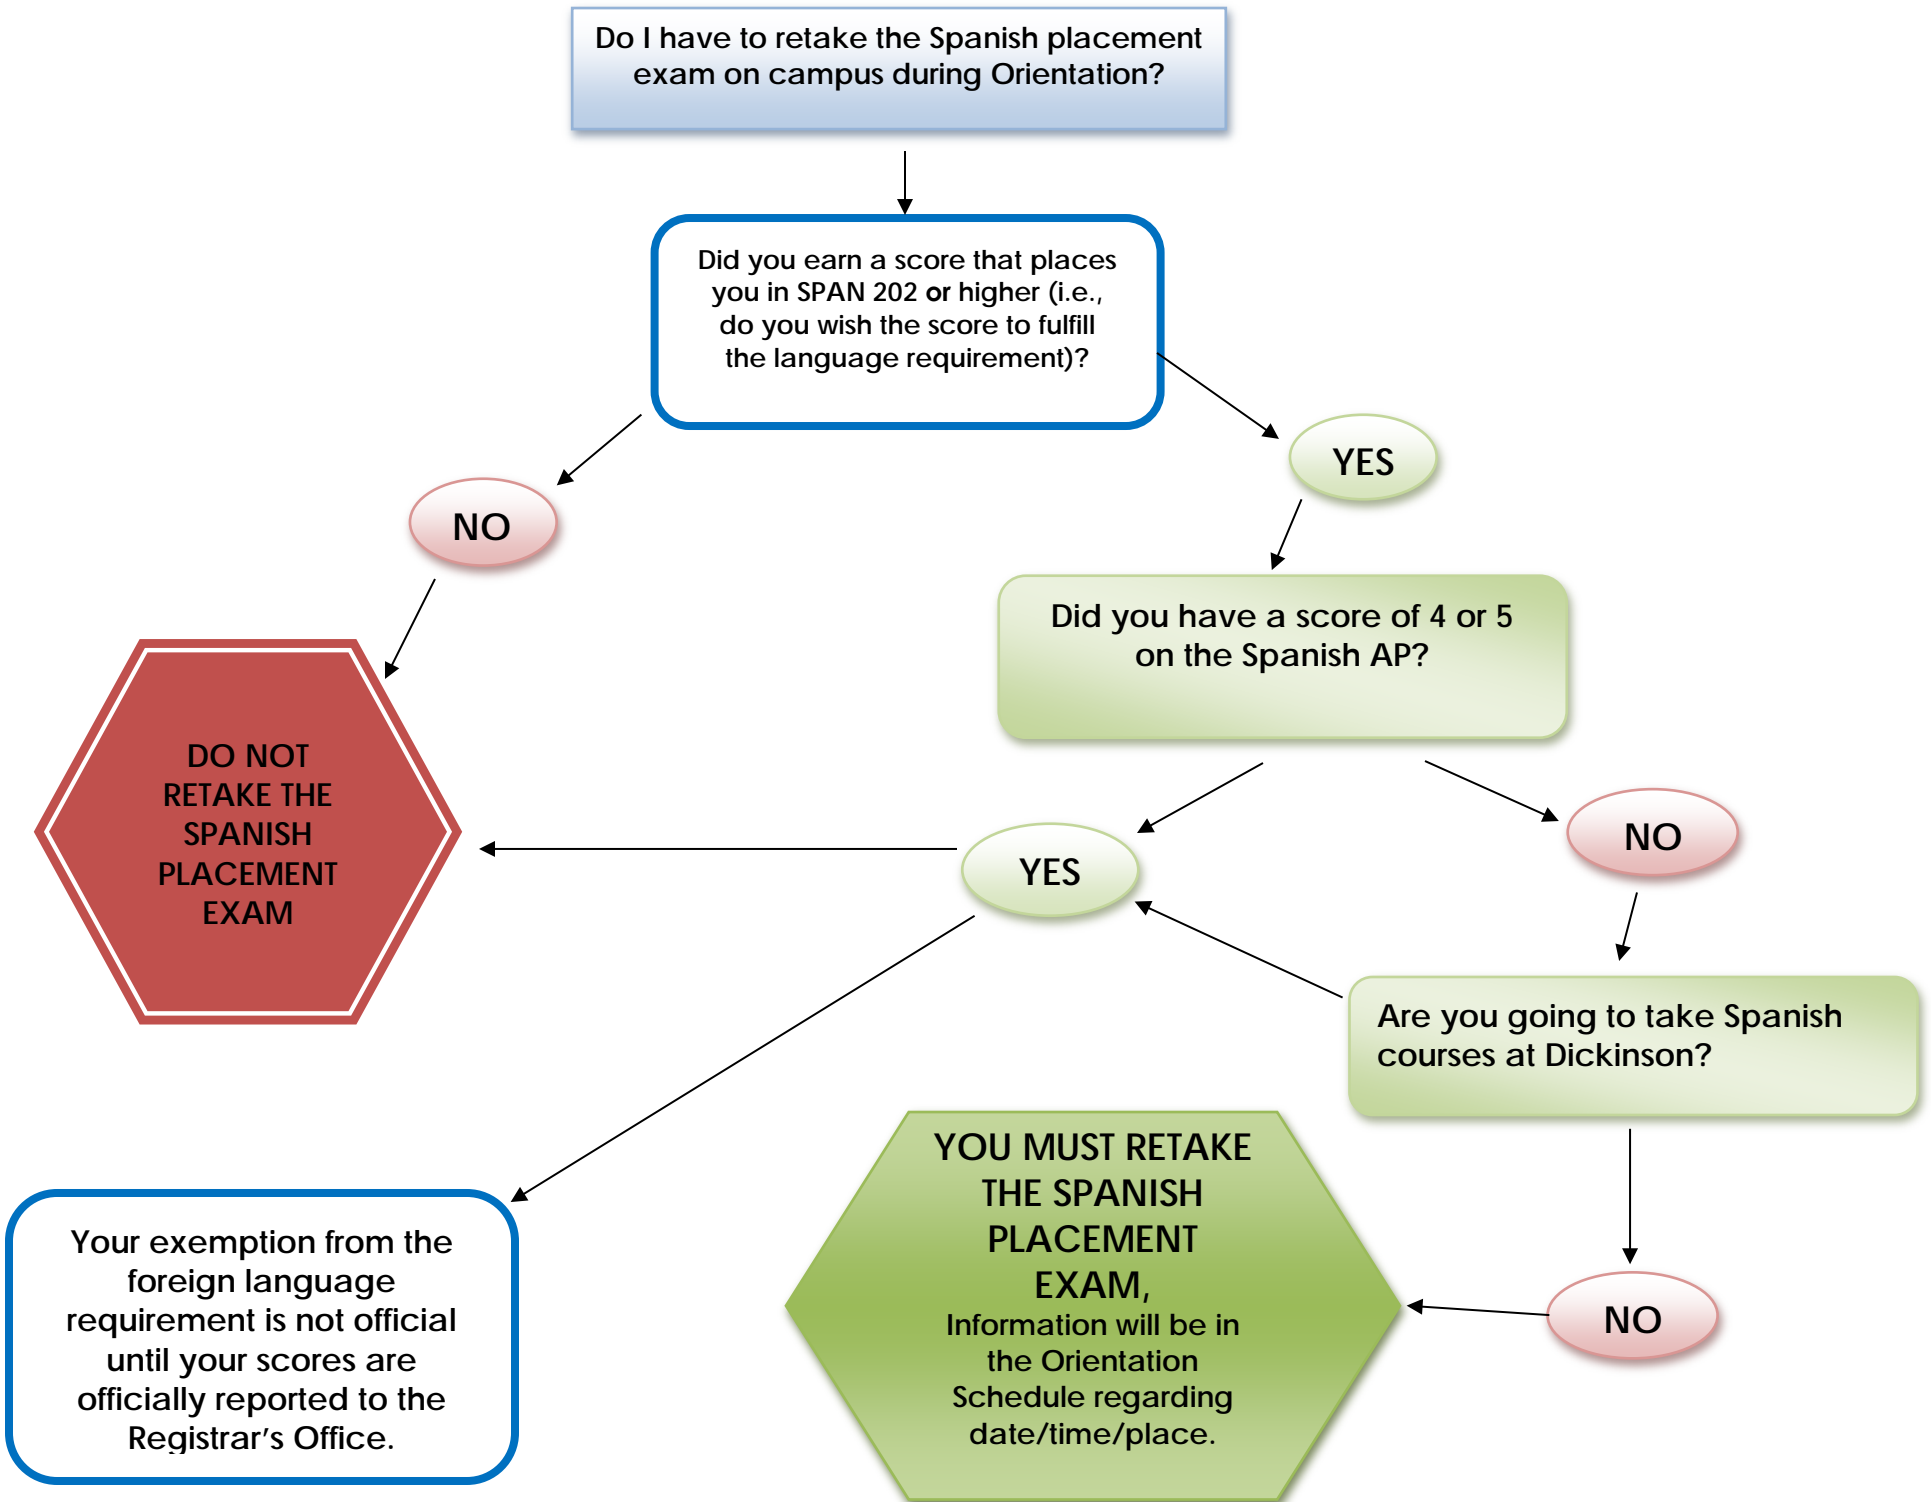 Do I have to retake the Spanish placement
exam on campus during Orientation?
Did you earn a score that places
you in SPAN 202 or higher (i.e.,
do you wish the score to fulfill
the language requirement)?
YES
NO
Did you have a score of 4 or 5
on the Spanish AP?
DO NOT
RETAKE THE
SPANISH
PLACEMENT
EXAM
YES
NO
Are you going to take Spanish
courses at Dickinson?
YOU MUST RETAKE
THE SPANISH
PLACEMENT
EXAM,
Information will be in
the Orientation
Schedule regarding
date/time/place.
NO
Your exemption from the
foreign language
requirement is not official
until your scores are
officially reported to the
Registrar's Office.